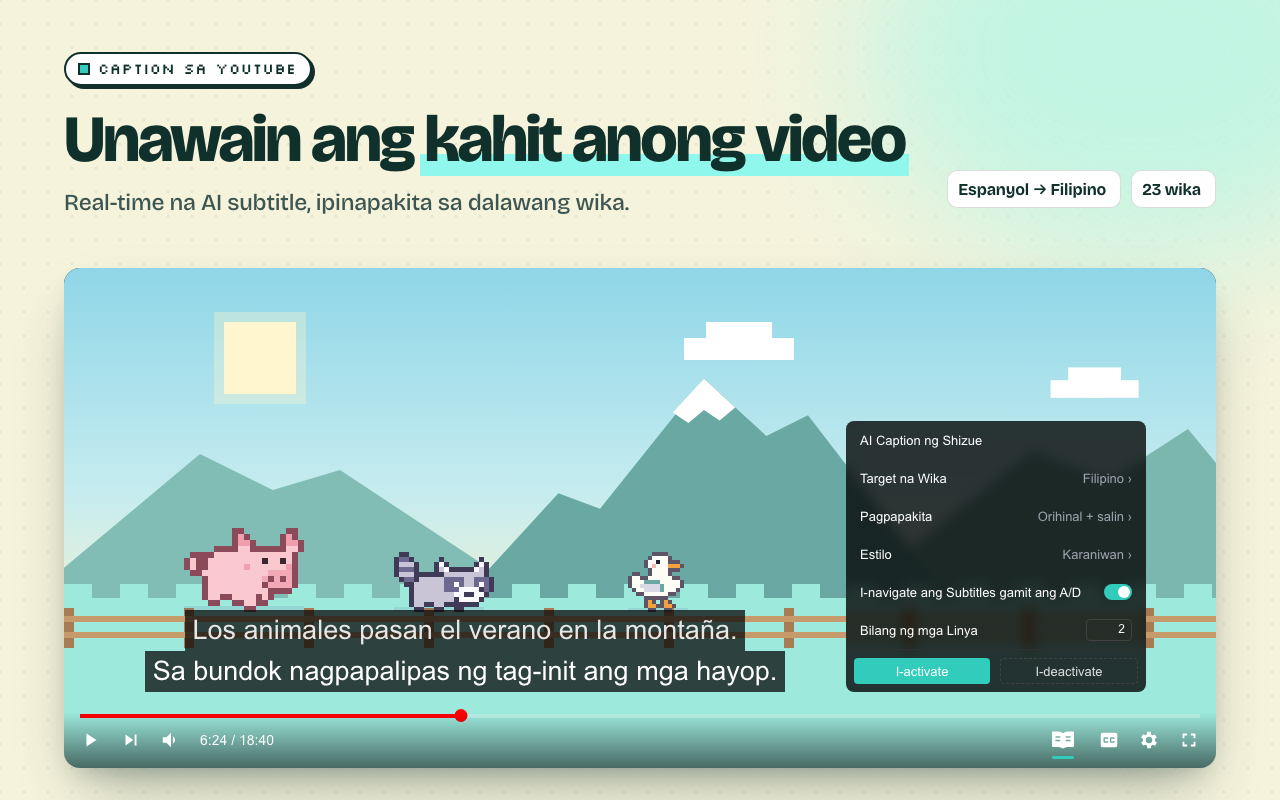 CAPTION SA YOUTUBE
Unawain ang kahit anong video
Real-time na AI subtitle, ipinapakita sa dalawang wika.
Espanyol → Filipino
23 wika
AI Caption ng Shizue
Target na Wika
Filipino ›
Pagpapakita
Orihinal + salin ›
Estilo
Karaniwan ›
I-navigate ang Subtitles gamit ang A/D
Bilang ng mga Linya
2
I-activate
I-deactivate
Los animales pasan el verano en la montaña.
Sa bundok nagpapalipas ng tag-init ang mga hayop.
6:24 / 18:40
CC